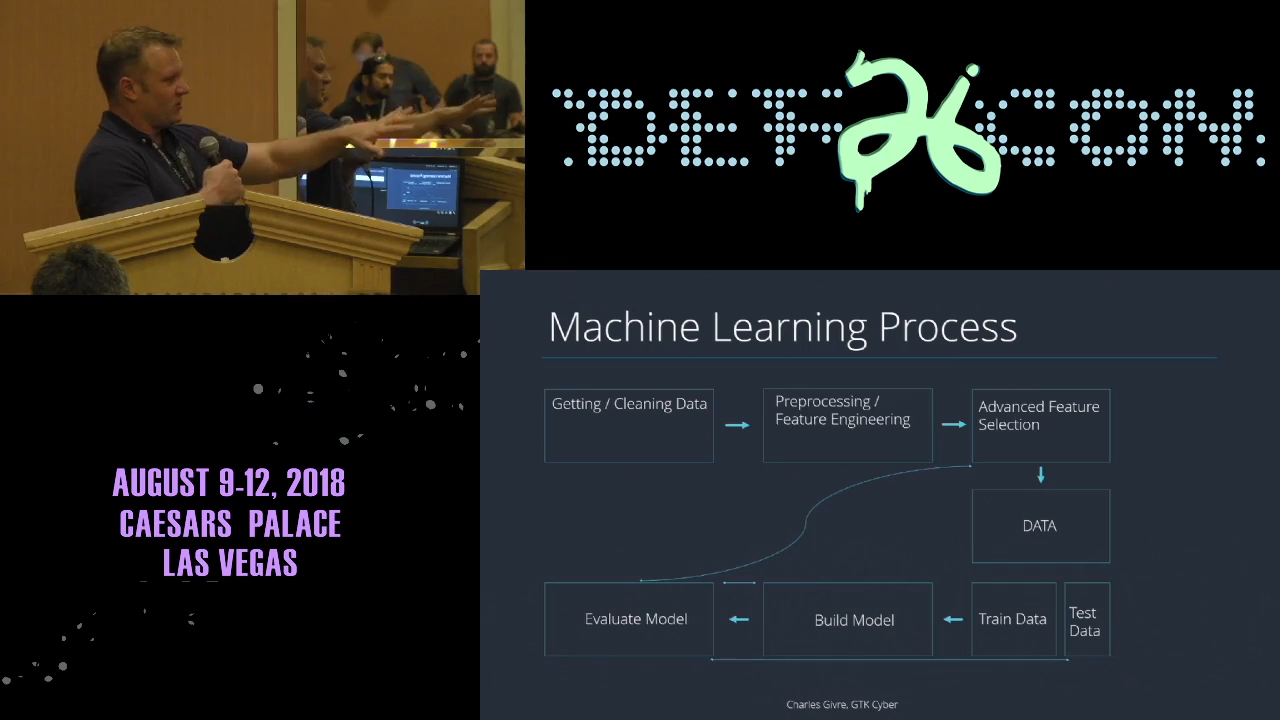 DEF CON
AUGUST 9-12, 2018
CAESARS PALACE
LAS VEGAS
Machine Learning Process
Getting / Cleaning Data
Preprocessing /
Feature Engineering
Advanced Feature
Selection
DATA
Evaluate Model
Build Model
Train Data
Test
Data
Charles Givre, GTK Cyber